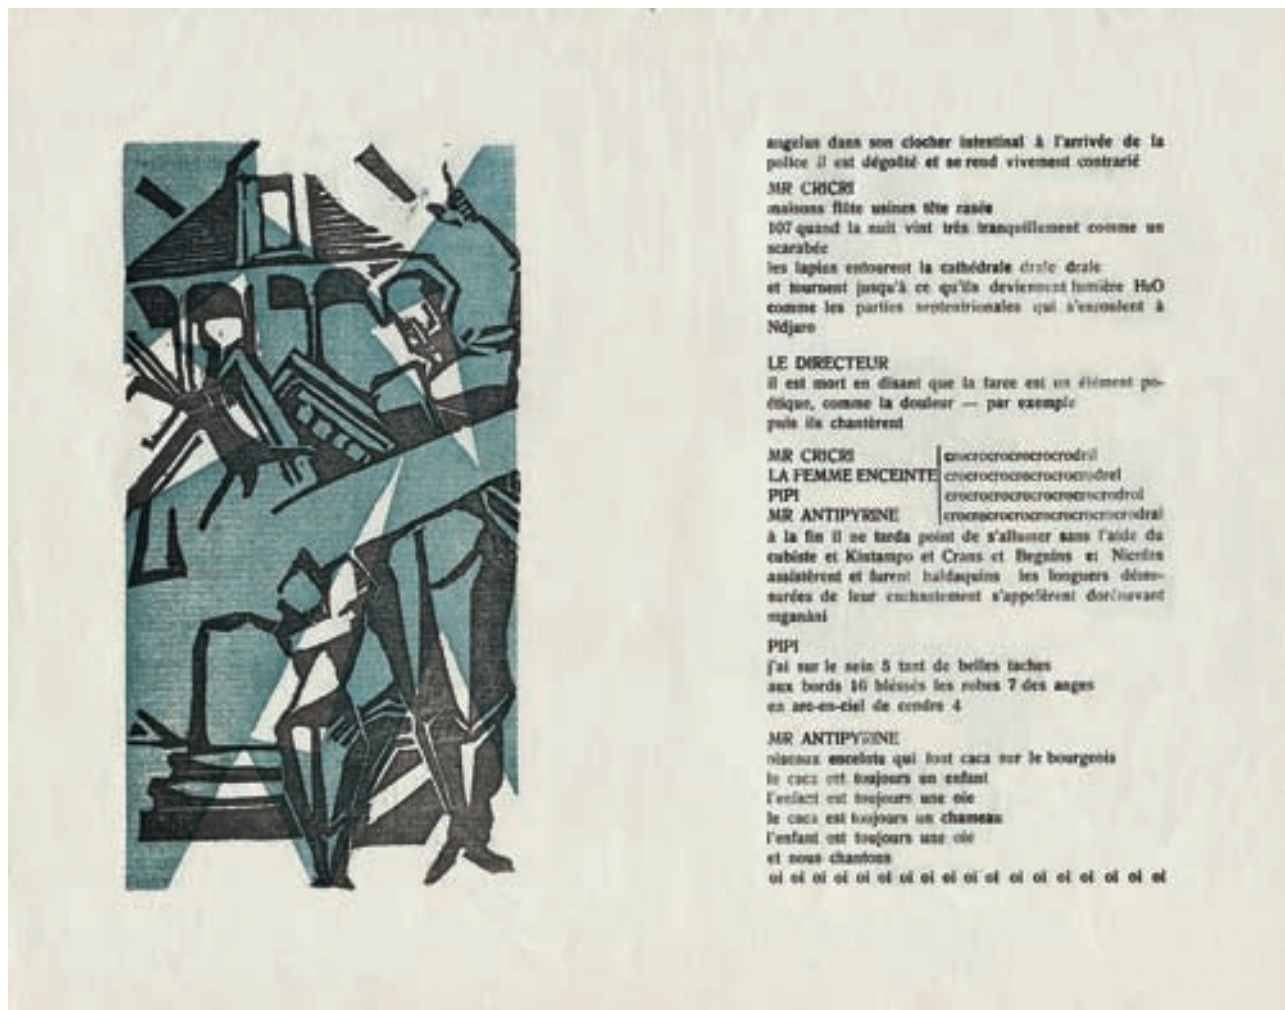 angelus dans son clocher intestinal à l'arrivée de la
police il est dégoûté et se rend vivement contrarié
MR CRICRI
maisons flûte usines tête rasée
107 quand la nuit vint très tranquillement comme un
scarabée
les lapins entourent la cathédrale drale drale
et tournent jusqu'à ce qu'ils deviennent lumière H₂O
comme les parties septentrionales qui s'enroulent à
Ndjaro
LE DIRECTEUR
il est mort en disant que la farce est un élément po-
étique, comme la douleur — par exemple
puis ils chantèrent
MR CRICRI crocrocrocrocrocrodril
LA FEMME ENCEINTE crocrocrocrocrocrocrodrel
PIPI crocrocrocrocrocrocrocrodrol
MR ANTIPYRINE crocrocrocrocrocrocrocrocrodral
à la fin il ne tarda point de s'allumer sans l'aide du
cubiste et Kintampo et Crans et Begnins et
assistèrent et furent baldaquins les longuers déme-
surées de leur enchantement s'appelèrent dorénavant
mganàni
PIPI
j'ai sur le sein 5 tant de belles taches
aux bords 16 bléssés les robes 7 des anges
en arc-en-ciel de cendre 4
MR ANTIPYRINE
oiseaux enceints qui font caca sur le bourgeois
le caca est toujours un enfant
l'enfant est toujours une oie
le caca est toujours un chameau
l'enfant est toujours une oie
et nous chantons
oi oi oi oi oi oi oi oi oi oi oi oi oi oi oi oi oi oi